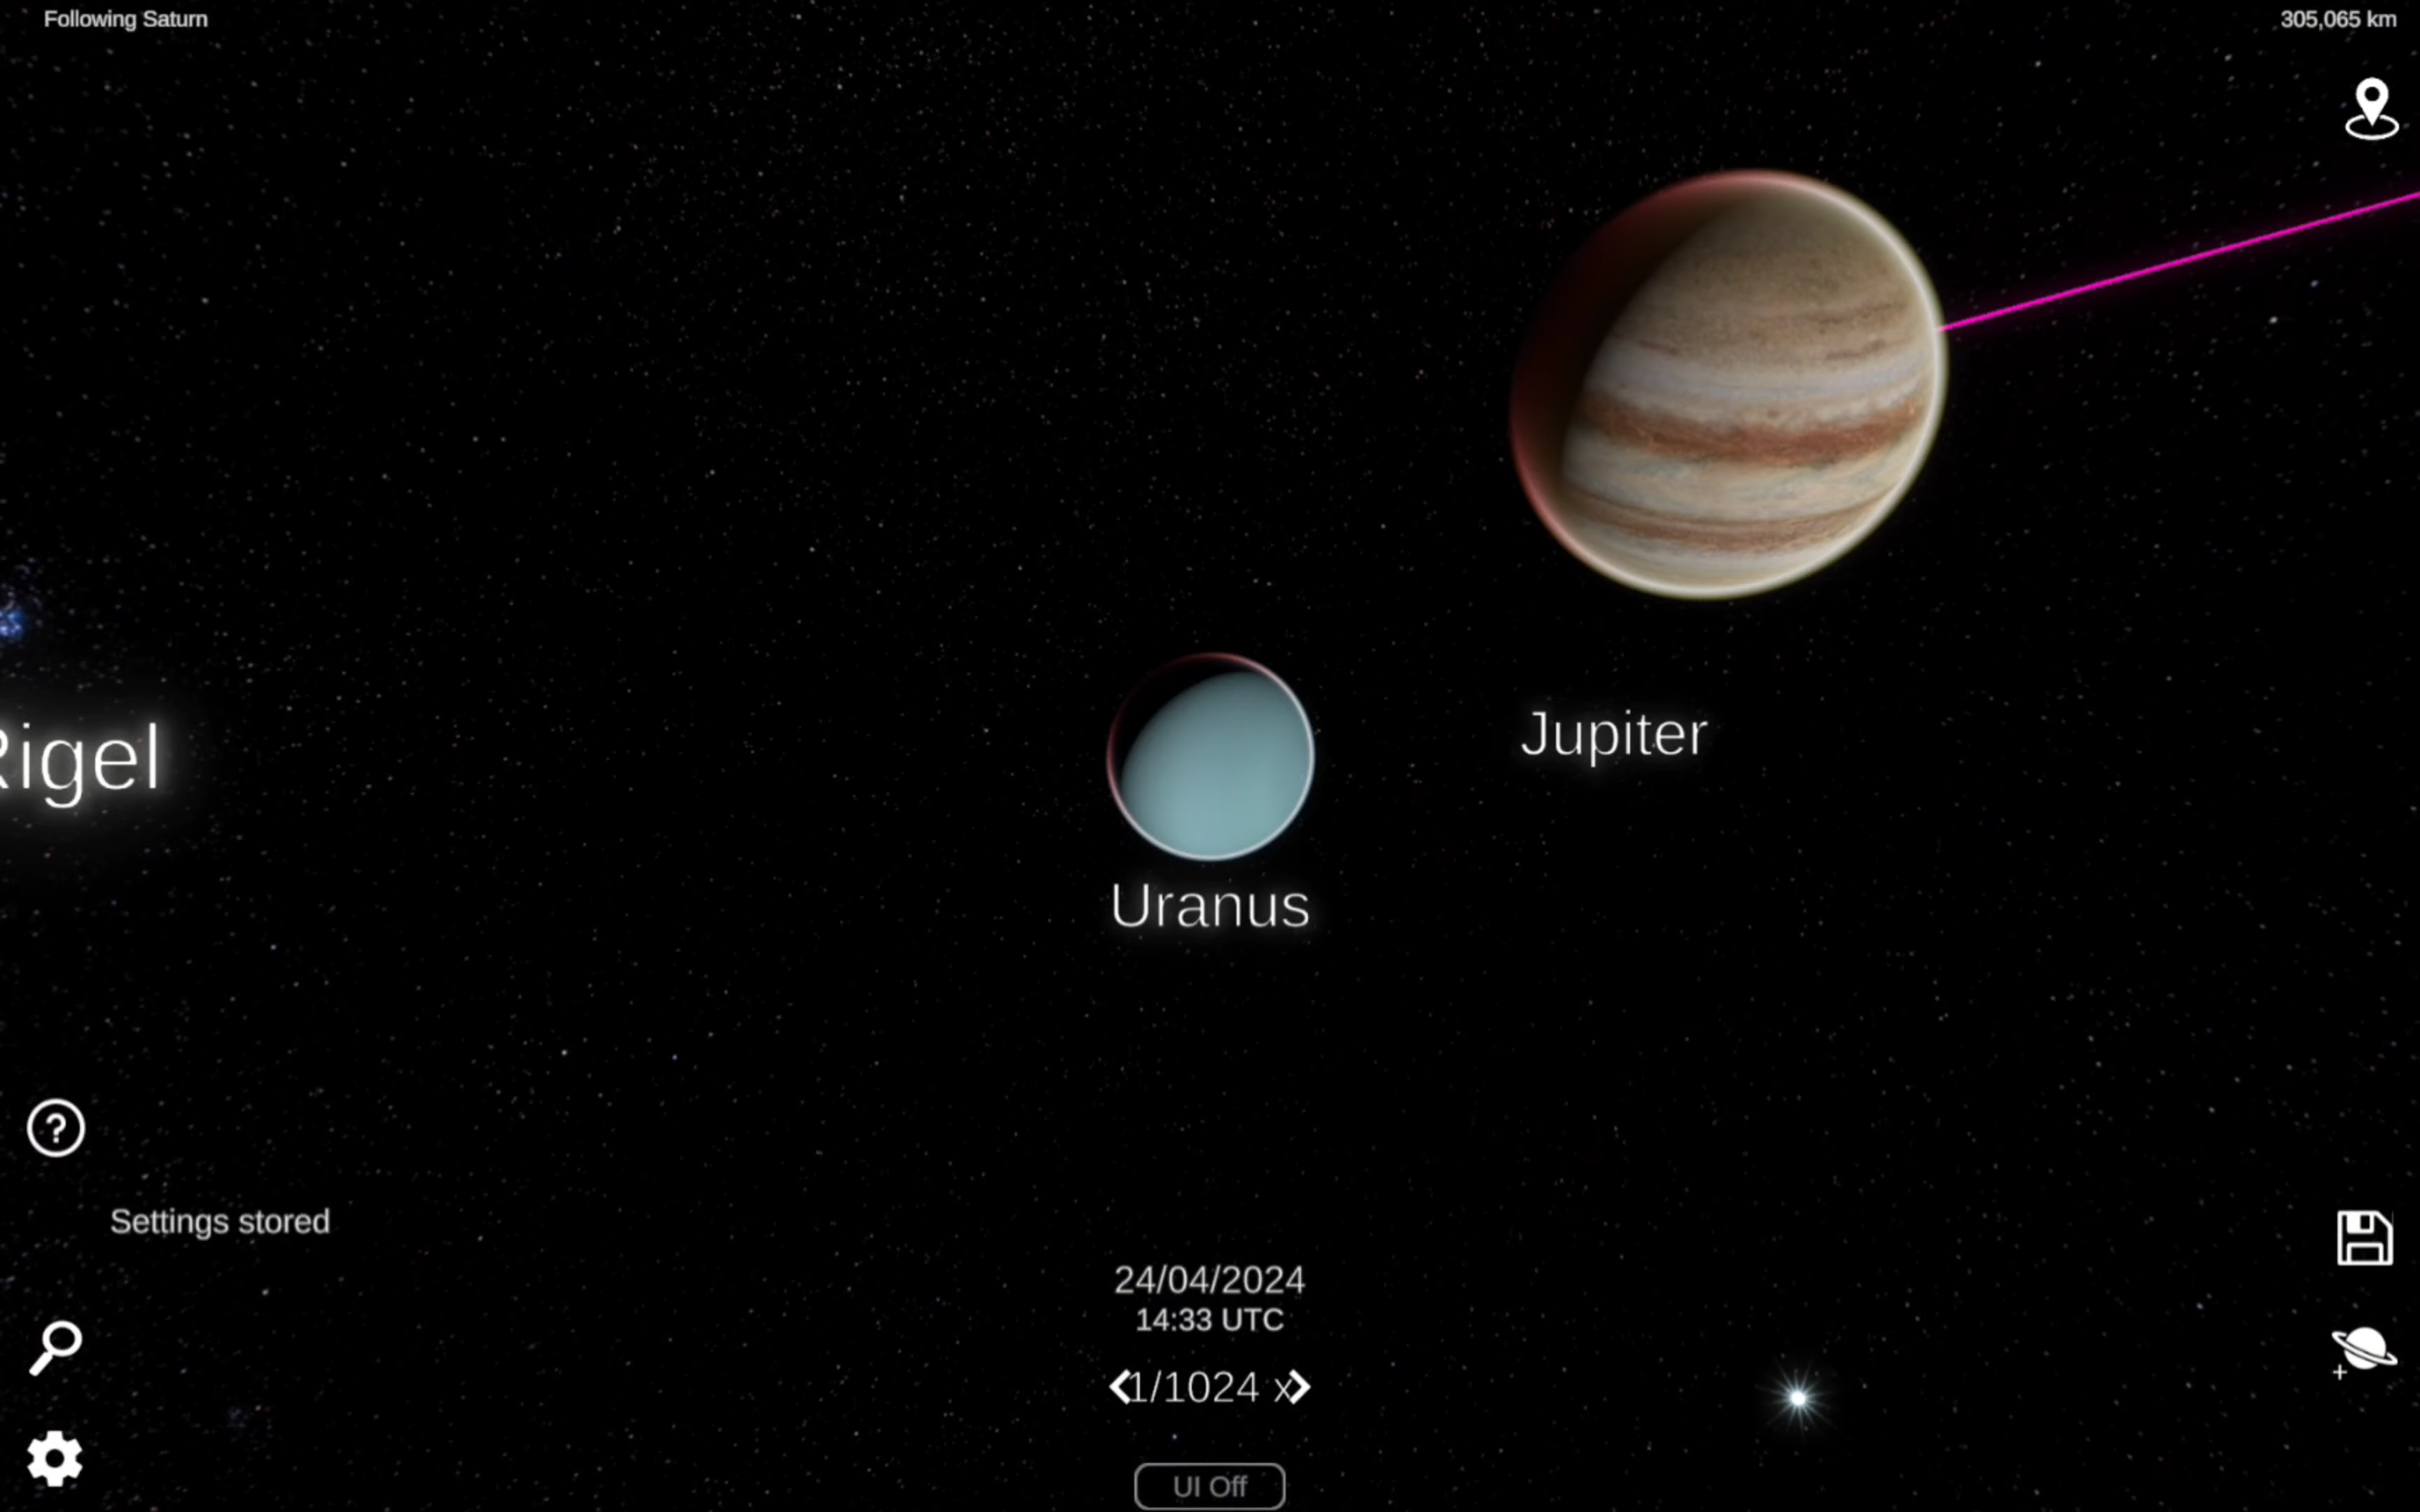 Following Saturn
305,065 km
Jupiter
Rigel
Uranus
?
Settings stored
24/04/2024
14:33 UTC
1/1024 x
UI Off